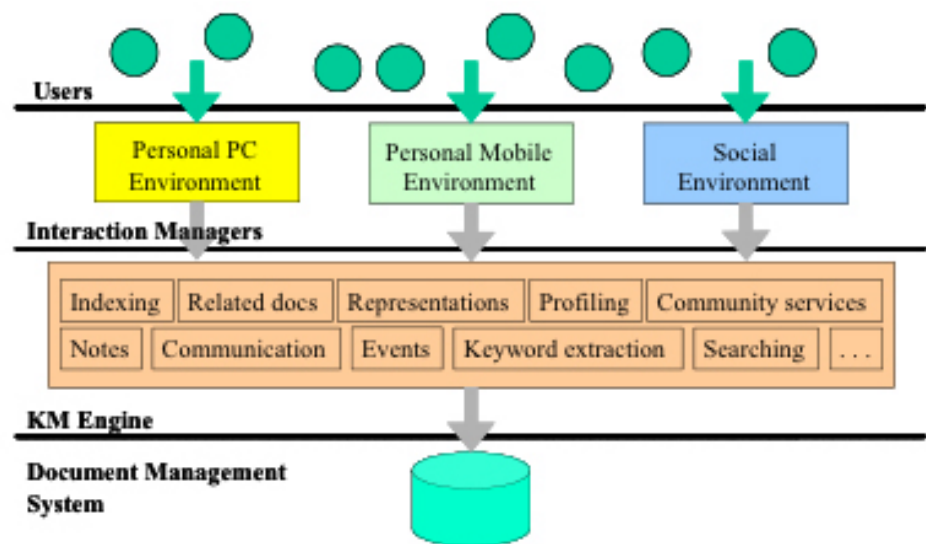 Users
Personal PC
Environment
Personal Mobile
Environment
Social
Environment
Interaction Managers
Indexing Related docs Representations Profiling Community services
Notes Communication Events Keyword extraction Searching . . .
KM Engine
Document Management
System